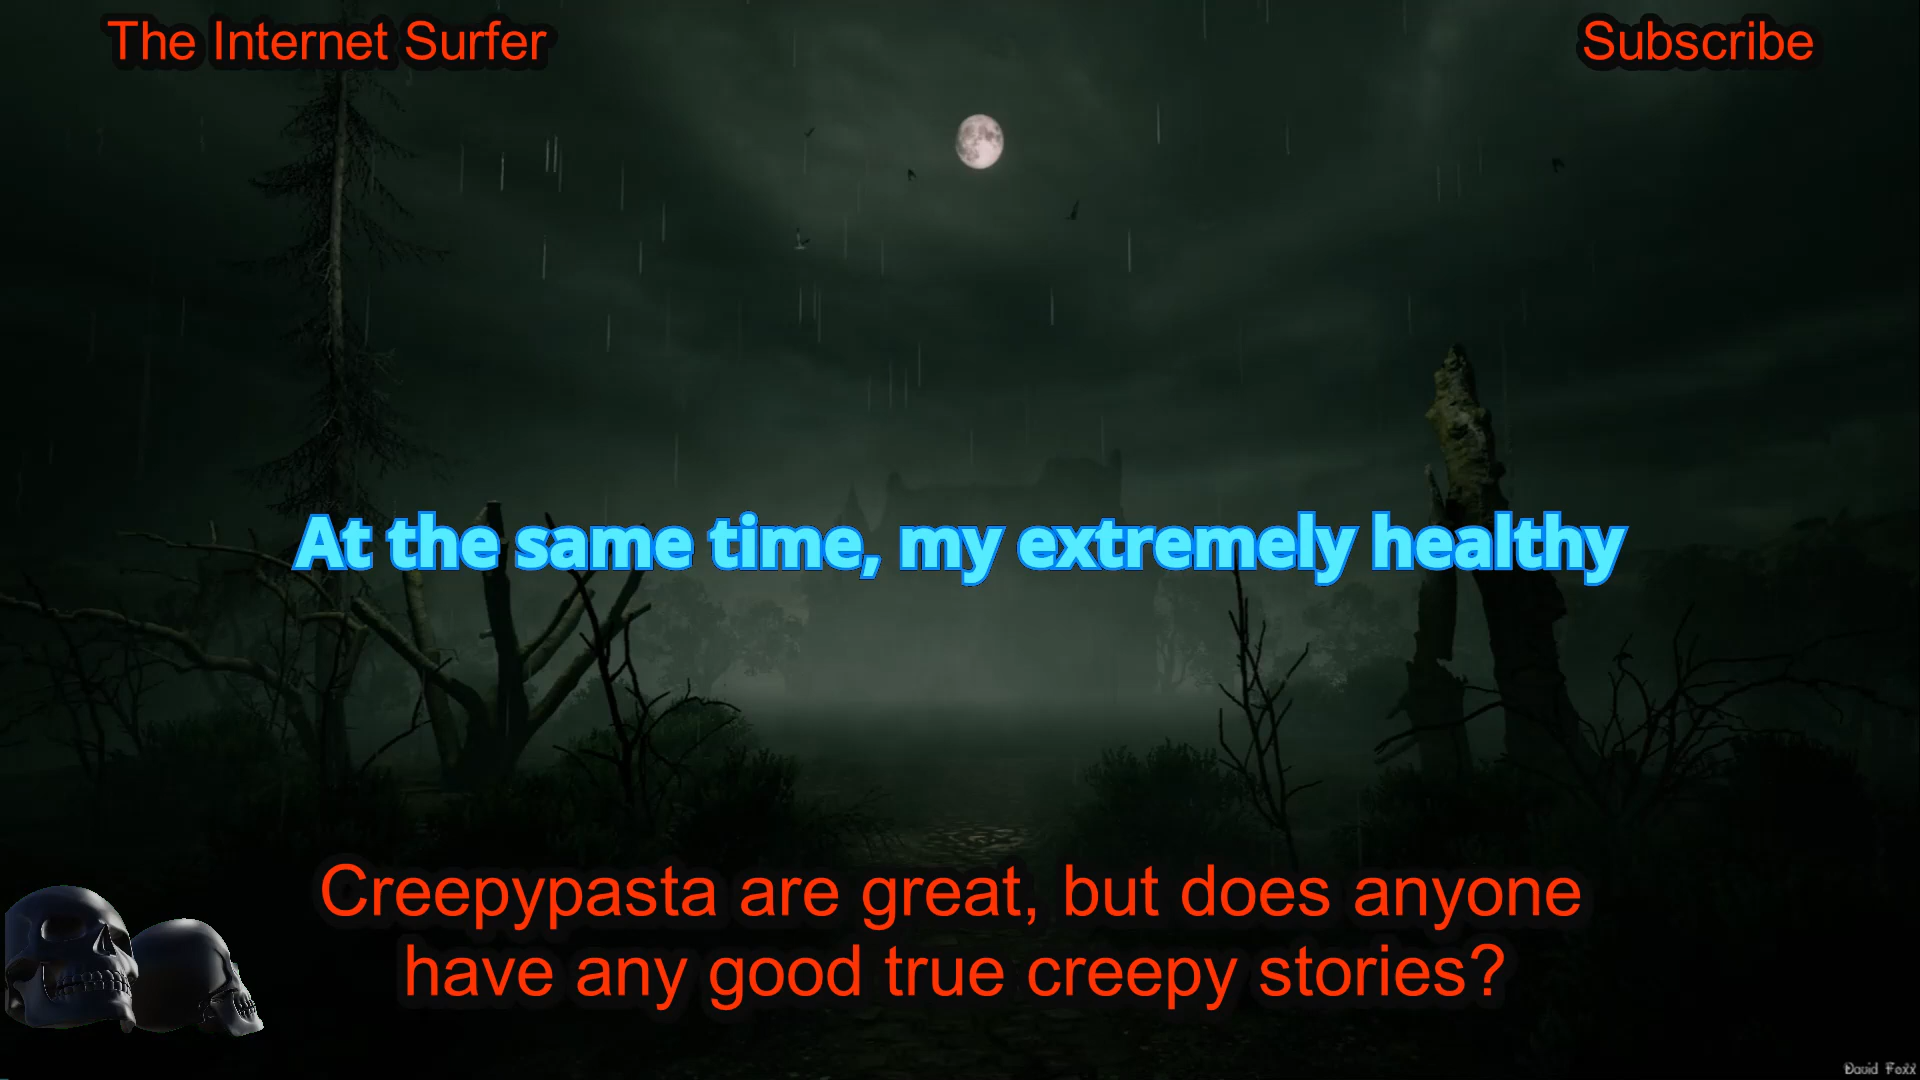 The Internet Surfer
Subscribe
At the same time, my extremely healthy
Creepypasta are great, but does anyone
have any good true creepy stories?
David Foxx